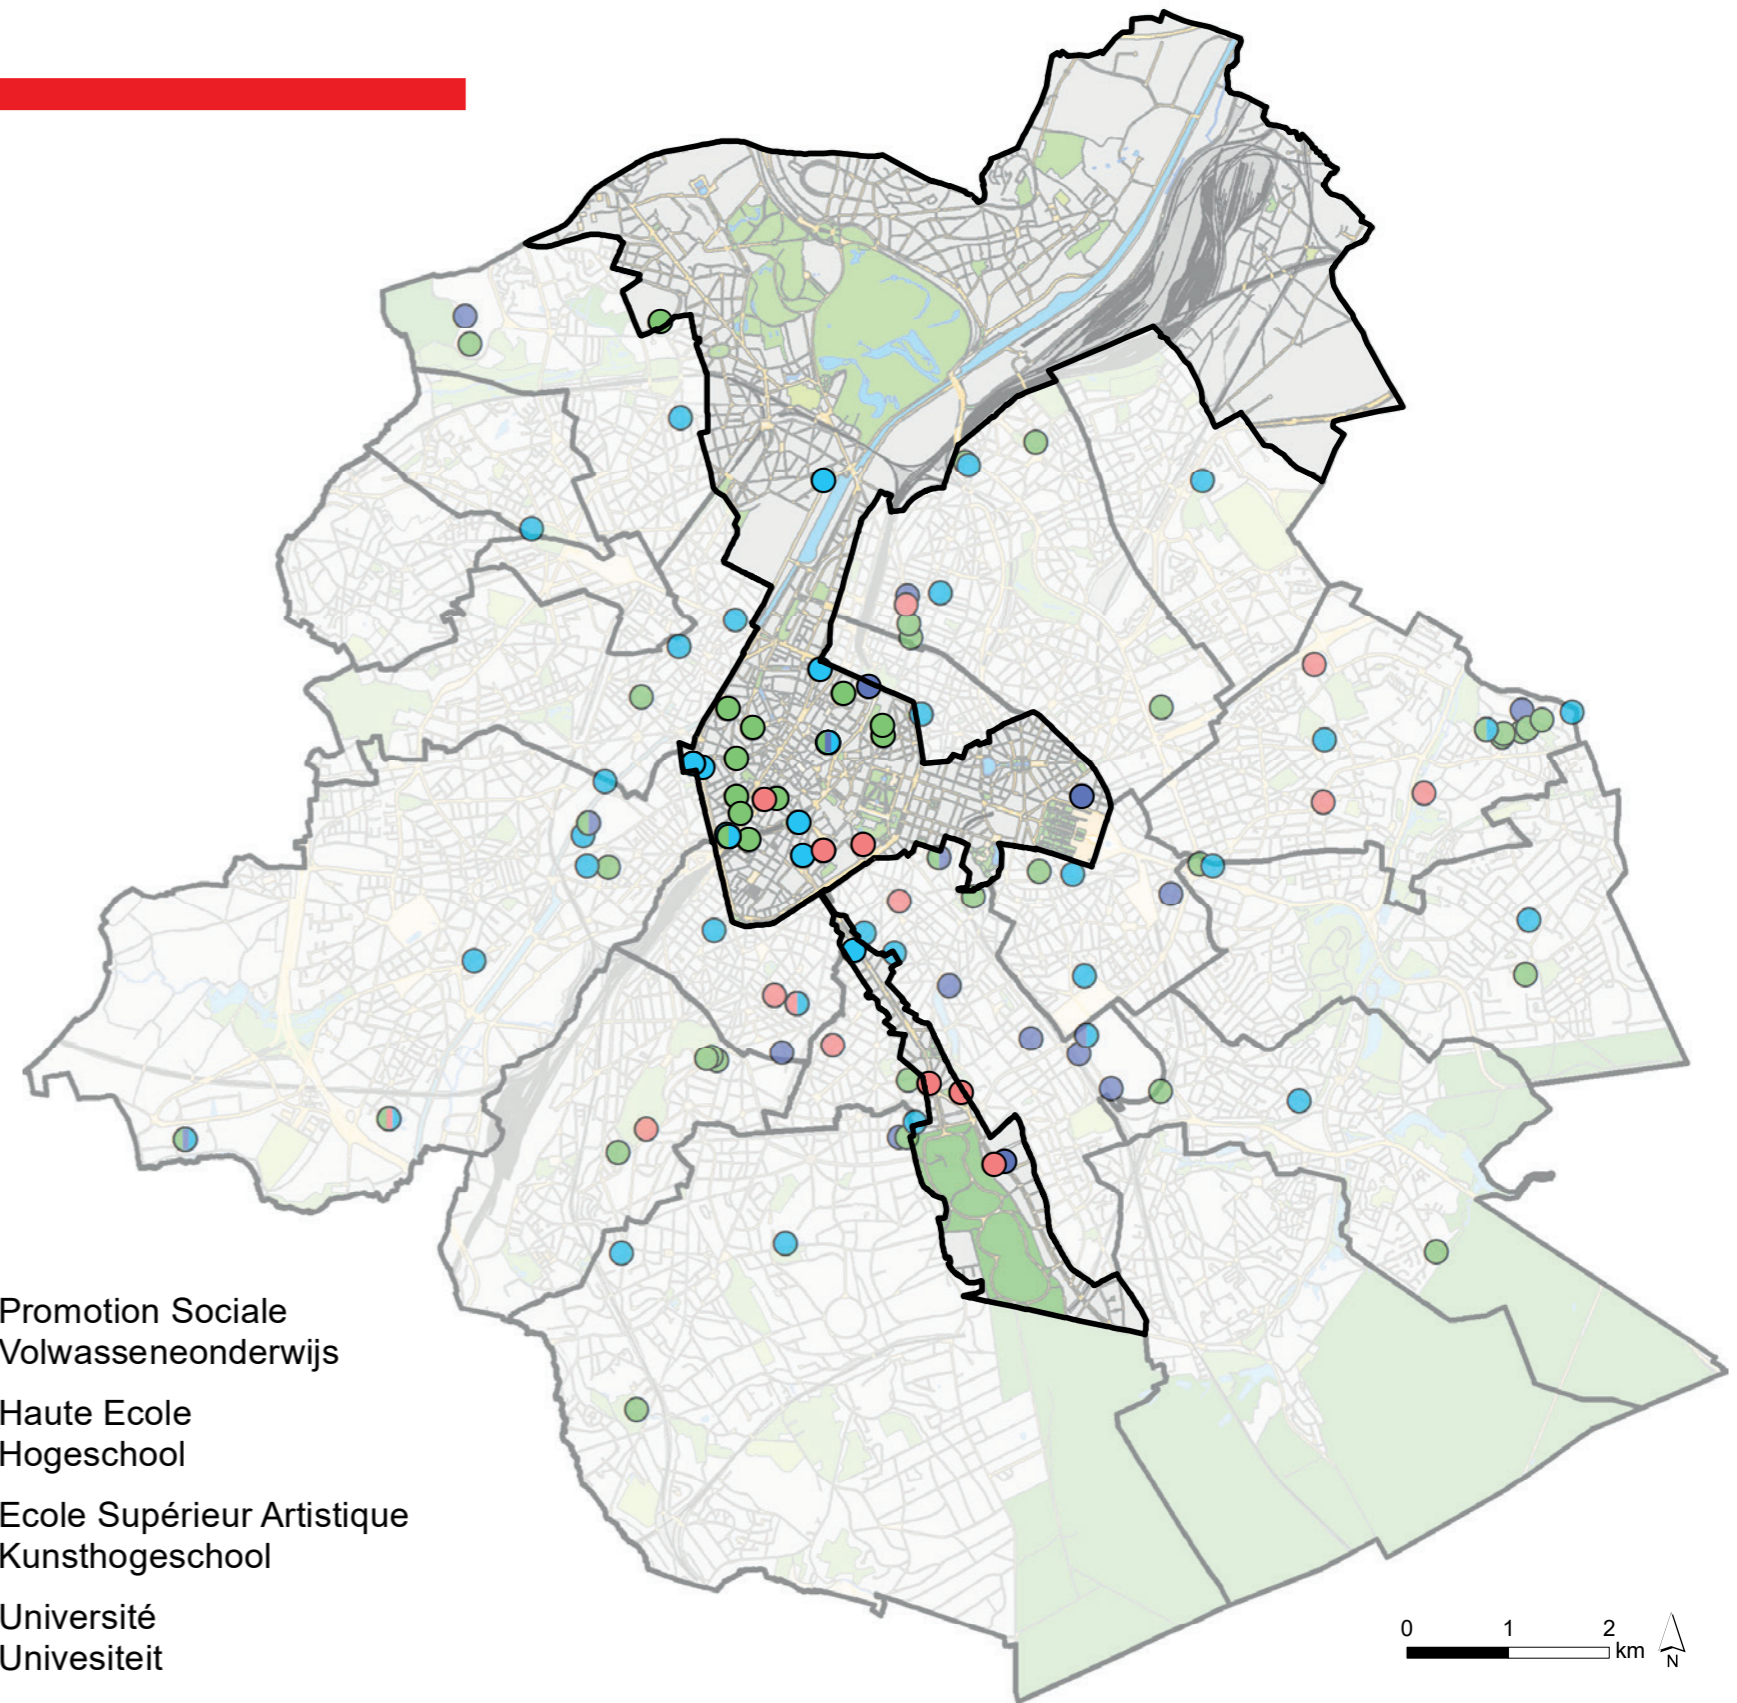 Promotion Sociale
Volwasseneonderwijs
Haute Ecole
Hogeschool
Ecole Supérieur Artistique
Kunsthogeschool
Université
Univesiteit
0 1 2
km
N